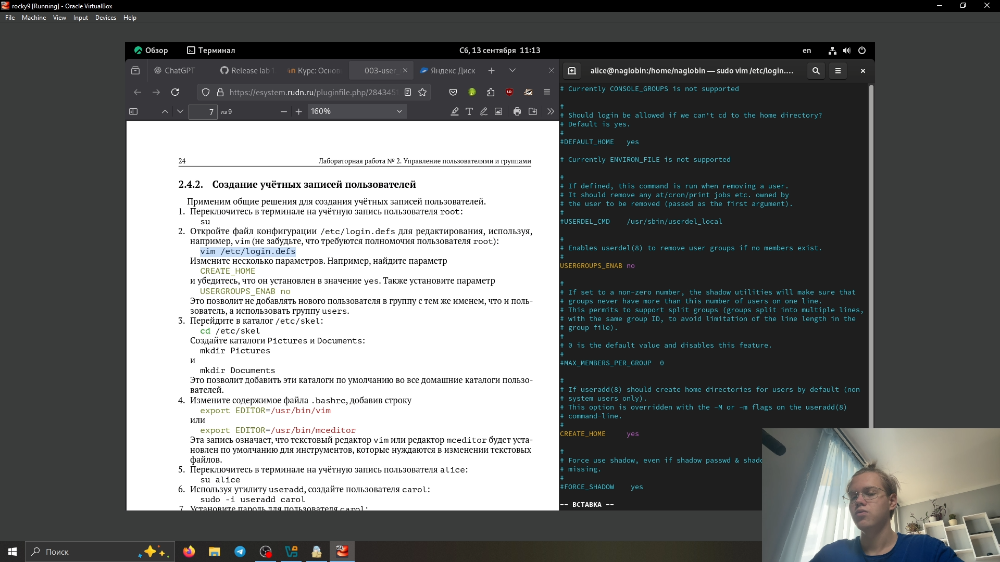 rocky9 [Running] - Oracle VirtualBox
File Machine View Input Devices Help
Обзор Терминал Сб, 13 сентября 11:13 en
ChatGPT Release lab 1 Курс: Основ 003-user_ Яндекс Диск
https://esystem.rudn.ru/pluginfile.php/2843451
7 из 9 160%
24 Лабораторная работа № 2. Управление пользователями и группами
2.4.2. Создание учётных записей пользователей
Применим общие решения для создания учётных записей пользователей.
1. Переключитесь в терминале на учётную запись пользователя root:
su
2. Откройте файл конфигурации /etc/login.defs для редактирования, используя,
например, vim (не забудьте, что требуются полномочия пользователя root):
vim /etc/login.defs
Измените несколько параметров. Например, найдите параметр
CREATE_HOME
и убедитесь, что он установлен в значение yes. Также установите параметр
USERGROUPS_ENAB no
Это позволит не добавлять нового пользователя в группу с тем же именем, что и поль-
зователь, а использовать группу users.
3. Перейдите в каталог /etc/skel:
cd /etc/skel
Создайте каталоги Pictures и Documents:
mkdir Pictures
и
mkdir Documents
Это позволит добавить эти каталоги по умолчанию во все домашние каталоги пользо-
вателей.
4. Измените содержимое файла .bashrc, добавив строку
export EDITOR=/usr/bin/vim
или
export EDITOR=/usr/bin/mceditor
Эта запись означает, что текстовый редактор vim или редактор mceditor будет уста-
новлен по умолчанию для инструментов, которые нуждаются в изменении текстовых
файлов.
5. Переключитесь в терминале на учётную запись пользователя alice:
su alice
6. Используя утилиту useradd, создайте пользователя carol:
sudo -i useradd carol
7. Установите пароль для пользователя carol:
alice@naglobin:/home/naglobin — sudo vim /etc/login....
# Currently CONSOLE_GROUPS is not supported
#
# Should login be allowed if we can't cd to the home directory?
# Default is yes.
#
#DEFAULT_HOME yes
# Currently ENVIRON_FILE is not supported
#
# If defined, this command is run when removing a user.
# It should remove any at/cron/print jobs etc. owned by
# the user to be removed (passed as the first argument).
#
#USERDEL_CMD /usr/sbin/userdel_local
#
# Enables userdel(8) to remove user groups if no members exist.
#
USERGROUPS_ENAB no
#
# If set to a non-zero number, the shadow utilities will make sure that
# groups never have more than this number of users on one line.
# This permits to support split groups (groups split into multiple lines,
# with the same group ID, to avoid limitation of the line length in the
# group file).
#
# 0 is the default value and disables this feature.
#
#MAX_MEMBERS_PER_GROUP 0
#
# If useradd(8) should create home directories for users by default (non
# system users only).
# This option is overridden with the -M or -m flags on the useradd(8)
# command-line.
#
CREATE_HOME yes
#
# Force use shadow, even if shadow passwd & shado
# missing.
#
#FORCE_SHADOW yes
-- ВСТАВКА --
Поиск